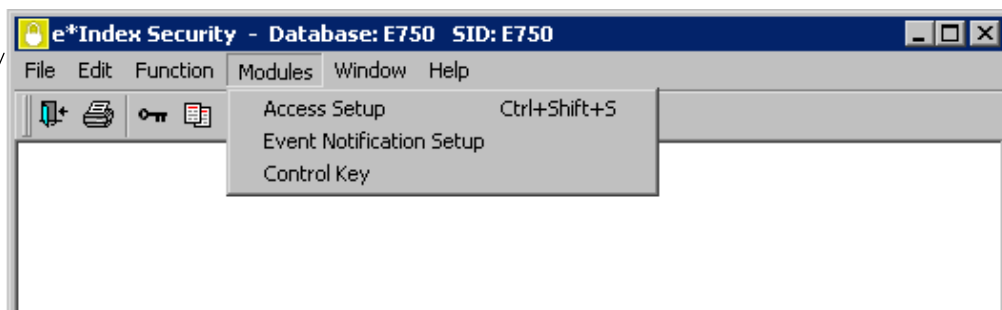 e*Index Security - Database: E750 SID: E750
File Edit Function Modules Window Help
Access Setup Ctrl+Shift+S
Event Notification Setup
Control Key